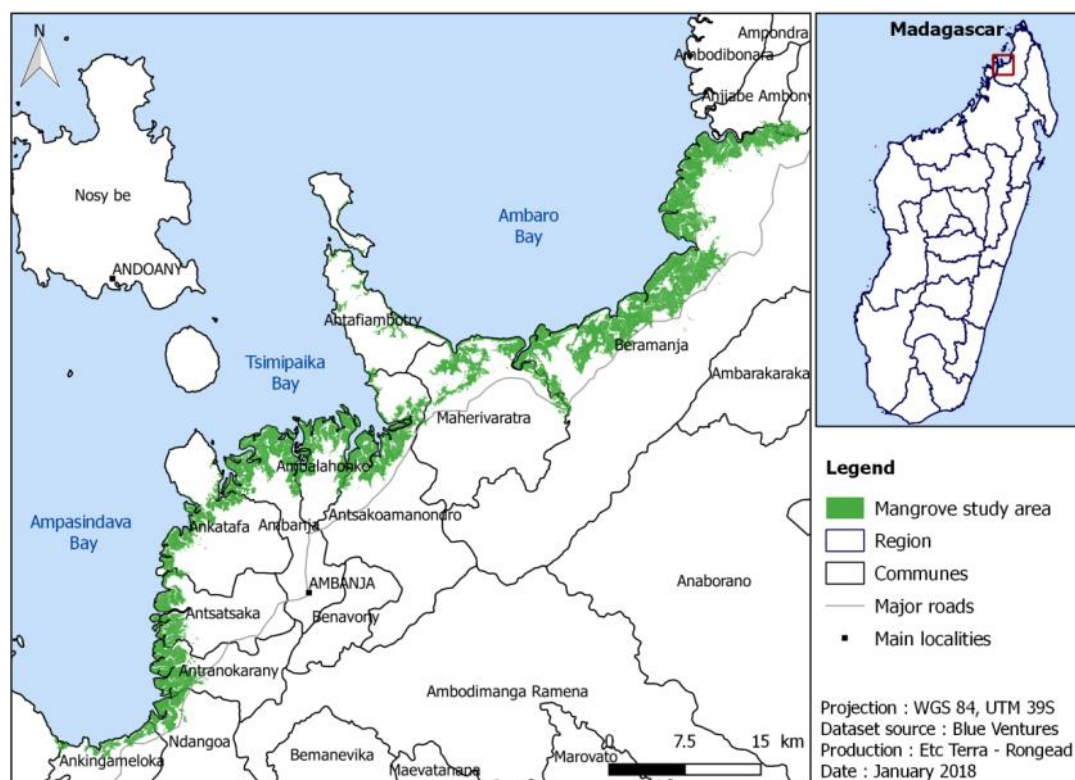 N
Nosy be
ANDOANY
Ambaro
Bay
Ampondra
Ambodibonara
Anjiabe Ambony
Antafiambotry
Tsimipaika
Bay
Beramanja
Ambarakaraka
Maherivaratra
Ambalahonko
Ampasindava
Bay
Ankatafa
Ambanja
Antsakoamanondro
AMBANJA
Anaborano
Antsatsaka
Benavony
Antranokarany
Ambodimanga Ramena
Ndangoa
Bemanevika
Marovato
Ankingameloka
Maevatanana
0 7.5 15 km
Madagascar
Legend
Mangrove study area
Region
Communes
Major roads
Main localities
Projection : WGS 84, UTM 39S
Dataset source : Blue Ventures
Production : Etc Terra - Rongead
Date : January 2018